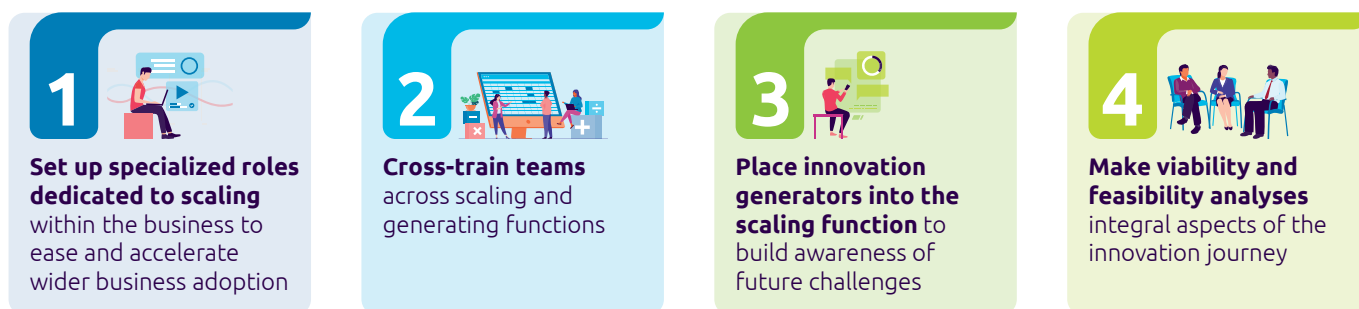 1
Set up specialized roles
dedicated to scaling
within the business to
ease and accelerate
wider business adoption
2
Cross-train teams
across scaling and
generating functions
3
Place innovation
generators into the
scaling function to
build awareness of
future challenges
4
Make viability and
feasibility analyses
integral aspects of the
innovation journey